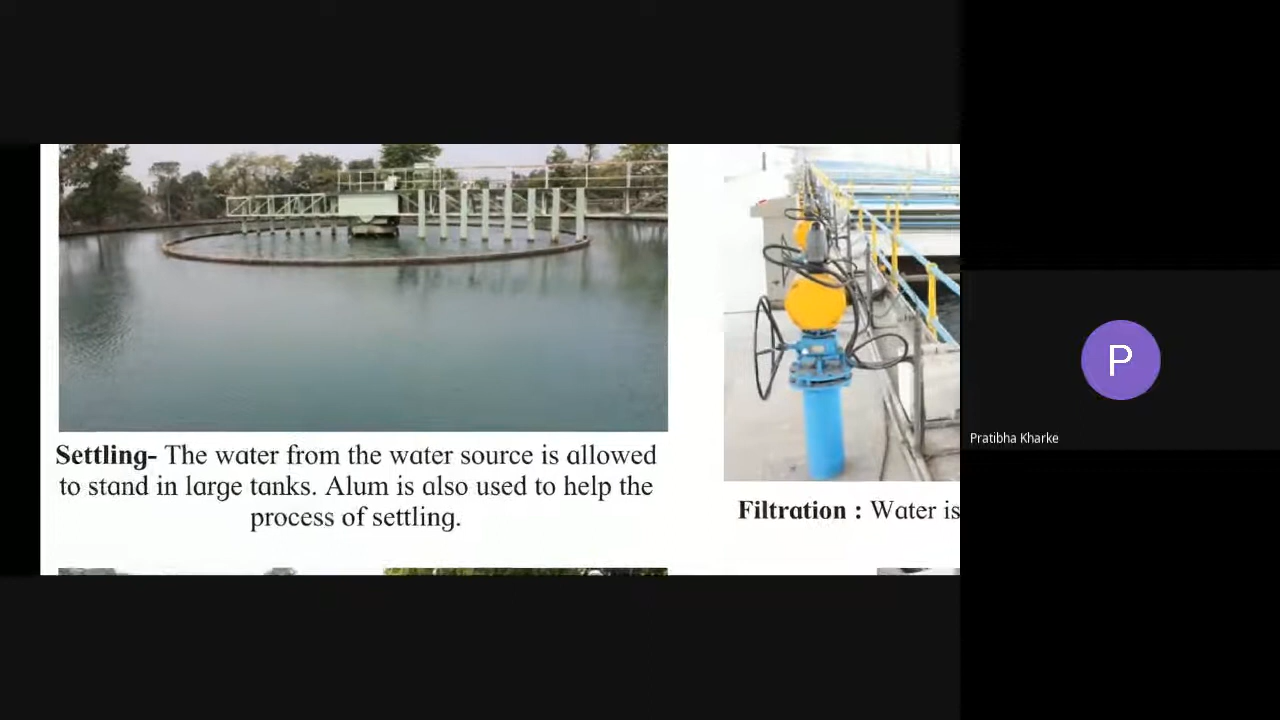 Settling- The water from the water source is allowed
to stand in large tanks. Alum is also used to help the
process of settling.
Filtration : Water is
P
Pratibha Kharke